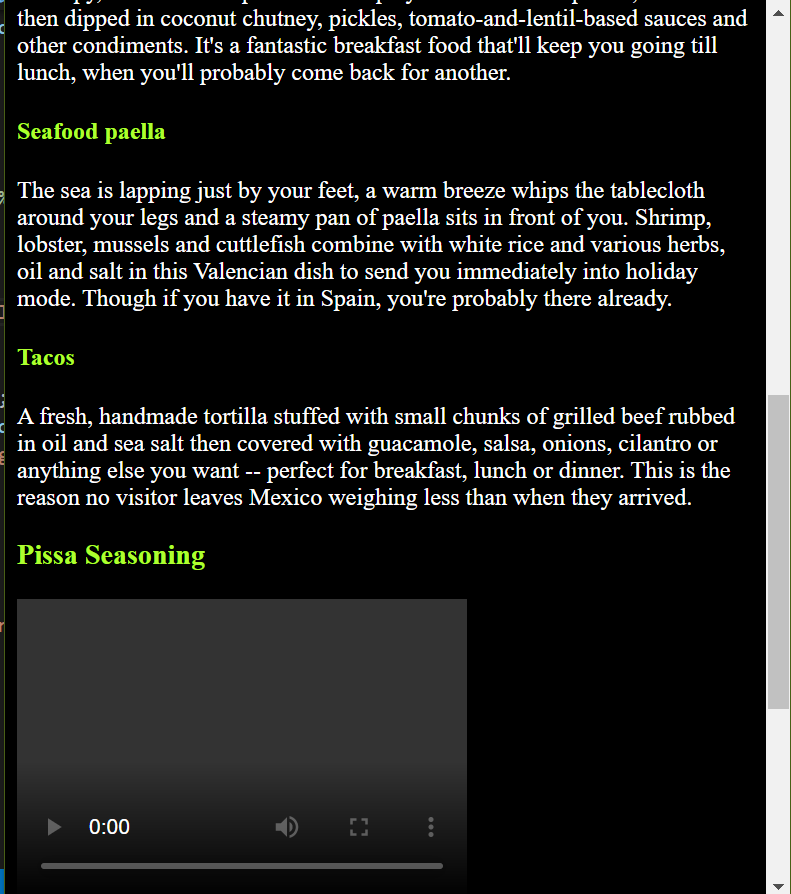 then dipped in coconut chutney, pickles, tomato-and-lentil-based sauces and
other condiments. It's a fantastic breakfast food that'll keep you going till
lunch, when you'll probably come back for another.
Seafood paella
The sea is lapping just by your feet, a warm breeze whips the tablecloth
around your legs and a steamy pan of paella sits in front of you. Shrimp,
lobster, mussels and cuttlefish combine with white rice and various herbs,
oil and salt in this Valencian dish to send you immediately into holiday
mode. Though if you have it in Spain, you're probably there already.
Tacos
A fresh, handmade tortilla stuffed with small chunks of grilled beef rubbed
in oil and sea salt then covered with guacamole, salsa, onions, cilantro or
anything else you want -- perfect for breakfast, lunch or dinner. This is the
reason no visitor leaves Mexico weighing less than when they arrived.
Pissa Seasoning
0:00